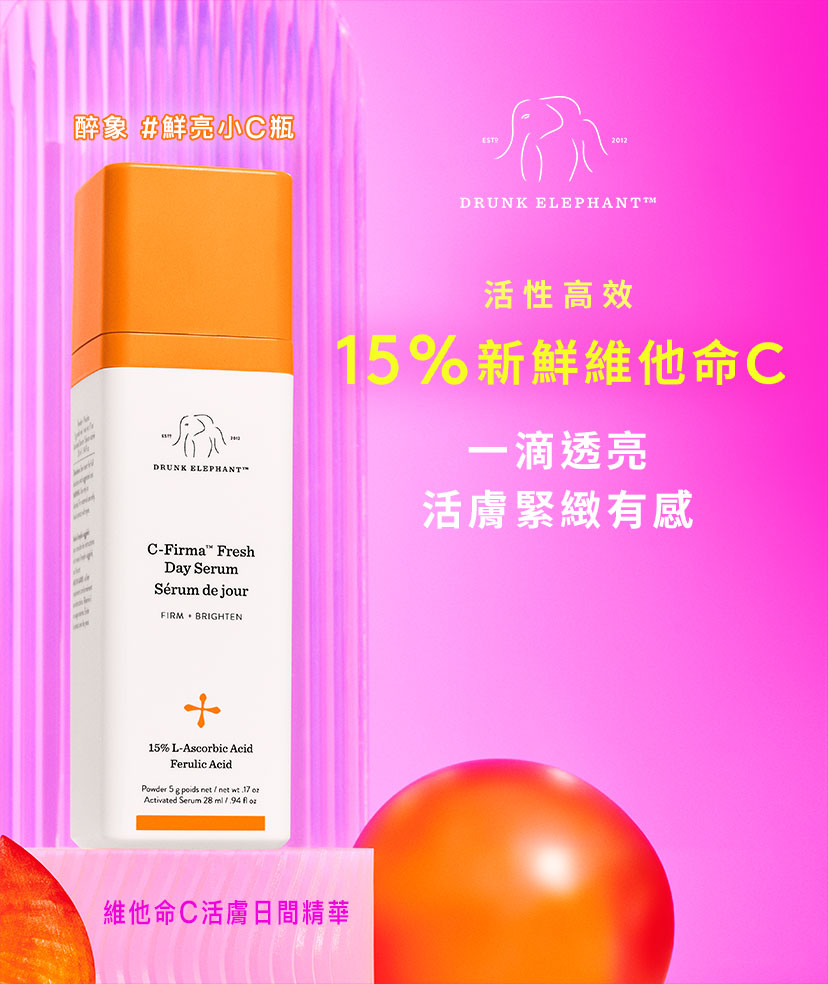 醉象 #鮮亮小C瓶
ESTD 2012
DRUNK ELEPHANT™
活性高效
15%新鮮維他命C
一滴透亮
活膚緊緻有感
ESTD 2012
DRUNK ELEPHANT™
C-Firma™ Fresh
Day Serum
Sérum de jour
FIRM + BRIGHTEN
15% L-Ascorbic Acid
Ferulic Acid
Powder 5 g poids net / net wt .17 oz
Activated Serum 28 ml / .94 fl oz
維他命C活膚日間精華